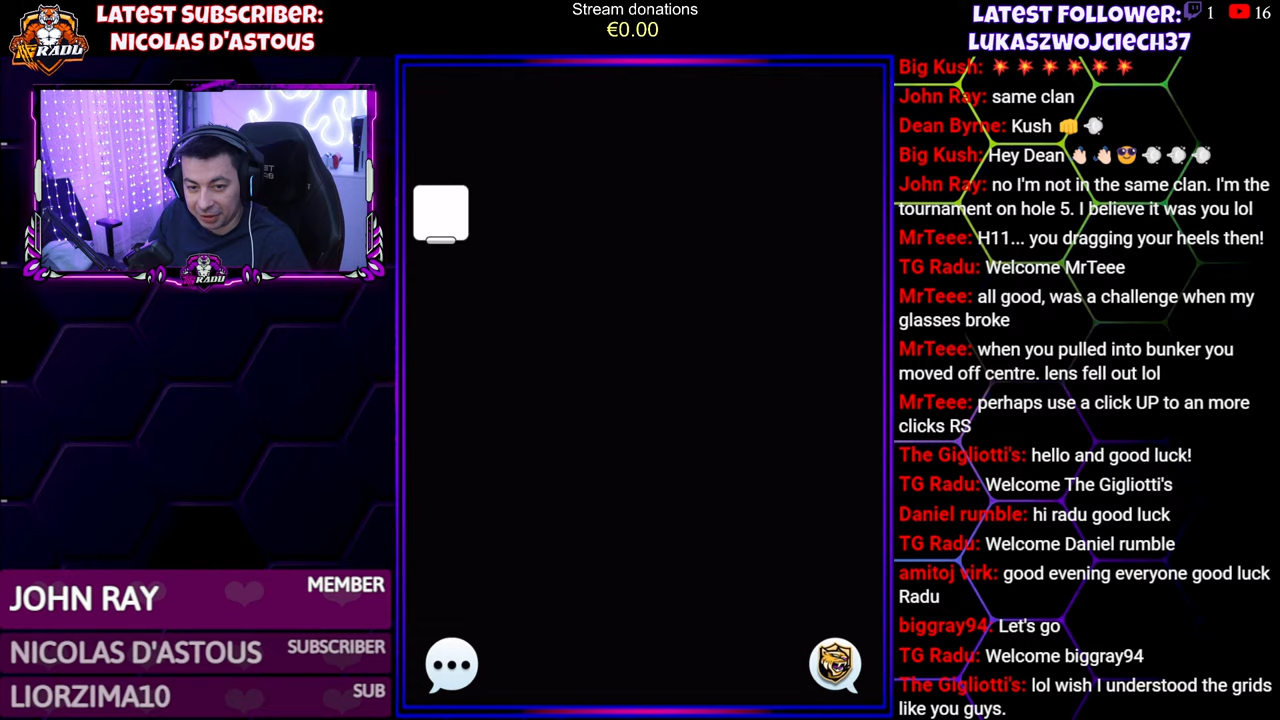 LATEST SUBSCRIBER:
NICOLAS D'ASTOUS
RADU
Stream donations
€0.00
LATEST FOLLOWER:
LUKASZWOJCIECH37
1
16
Big Kush:
John Ray: same clan
Dean Byrne: Kush
Big Kush: Hey Dean
John Ray: no I'm not in the same clan. I'm the
tournament on hole 5. I believe it was you lol
MrTeee: H11... you dragging your heels then!
TG Radu: Welcome MrTeee
MrTeee: all good, was a challenge when my
glasses broke
MrTeee: when you pulled into bunker you
moved off centre. lens fell out lol
MrTeee: perhaps use a click UP to an more
clicks RS
The Gigliotti's: hello and good luck!
TG Radu: Welcome The Gigliotti's
Daniel rumble: hi radu good luck
TG Radu: Welcome Daniel rumble
amitoj virk: good evening everyone good luck
Radu
biggray94: Let's go
TG Radu: Welcome biggray94
The Gigliotti's: lol wish I understood the grids
like you guys.
RADU
JOHN RAY
MEMBER
NICOLAS D'ASTOUS
SUBSCRIBER
LIORZIMA10
SUB